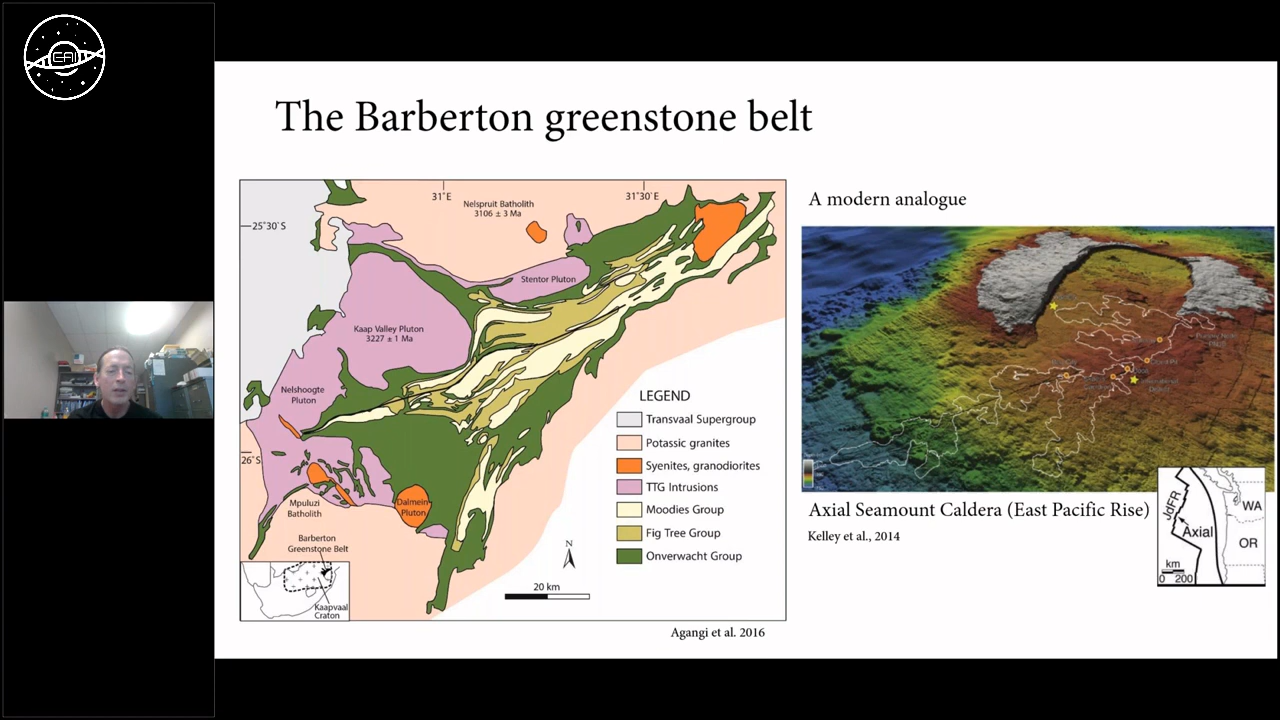 EAI
The Barberton greenstone belt
31°E
31°30´E
25°30´ S
26°S
Nelspruit Batholith
3106 ± 3 Ma
Stentor Pluton
Kaap Valley Pluton
3227 ± 1 Ma
Nelshoogte
Pluton
Mpuluzi
Batholith
Dalmein
Pluton
Barberton
Greenstone Belt
Kaapvaal
Craton
N
20 km
LEGEND
Transvaal Supergroup
Potassic granites
Syenites, granodiorites
TTG Intrusions
Moodies Group
Fig Tree Group
Onverwacht Group
Agangi et al. 2016
A modern analogue
Axial Seamount Caldera (East Pacific Rise)
Kelley et al., 2014
JdFR
WA
Axial
OR
km
0 200